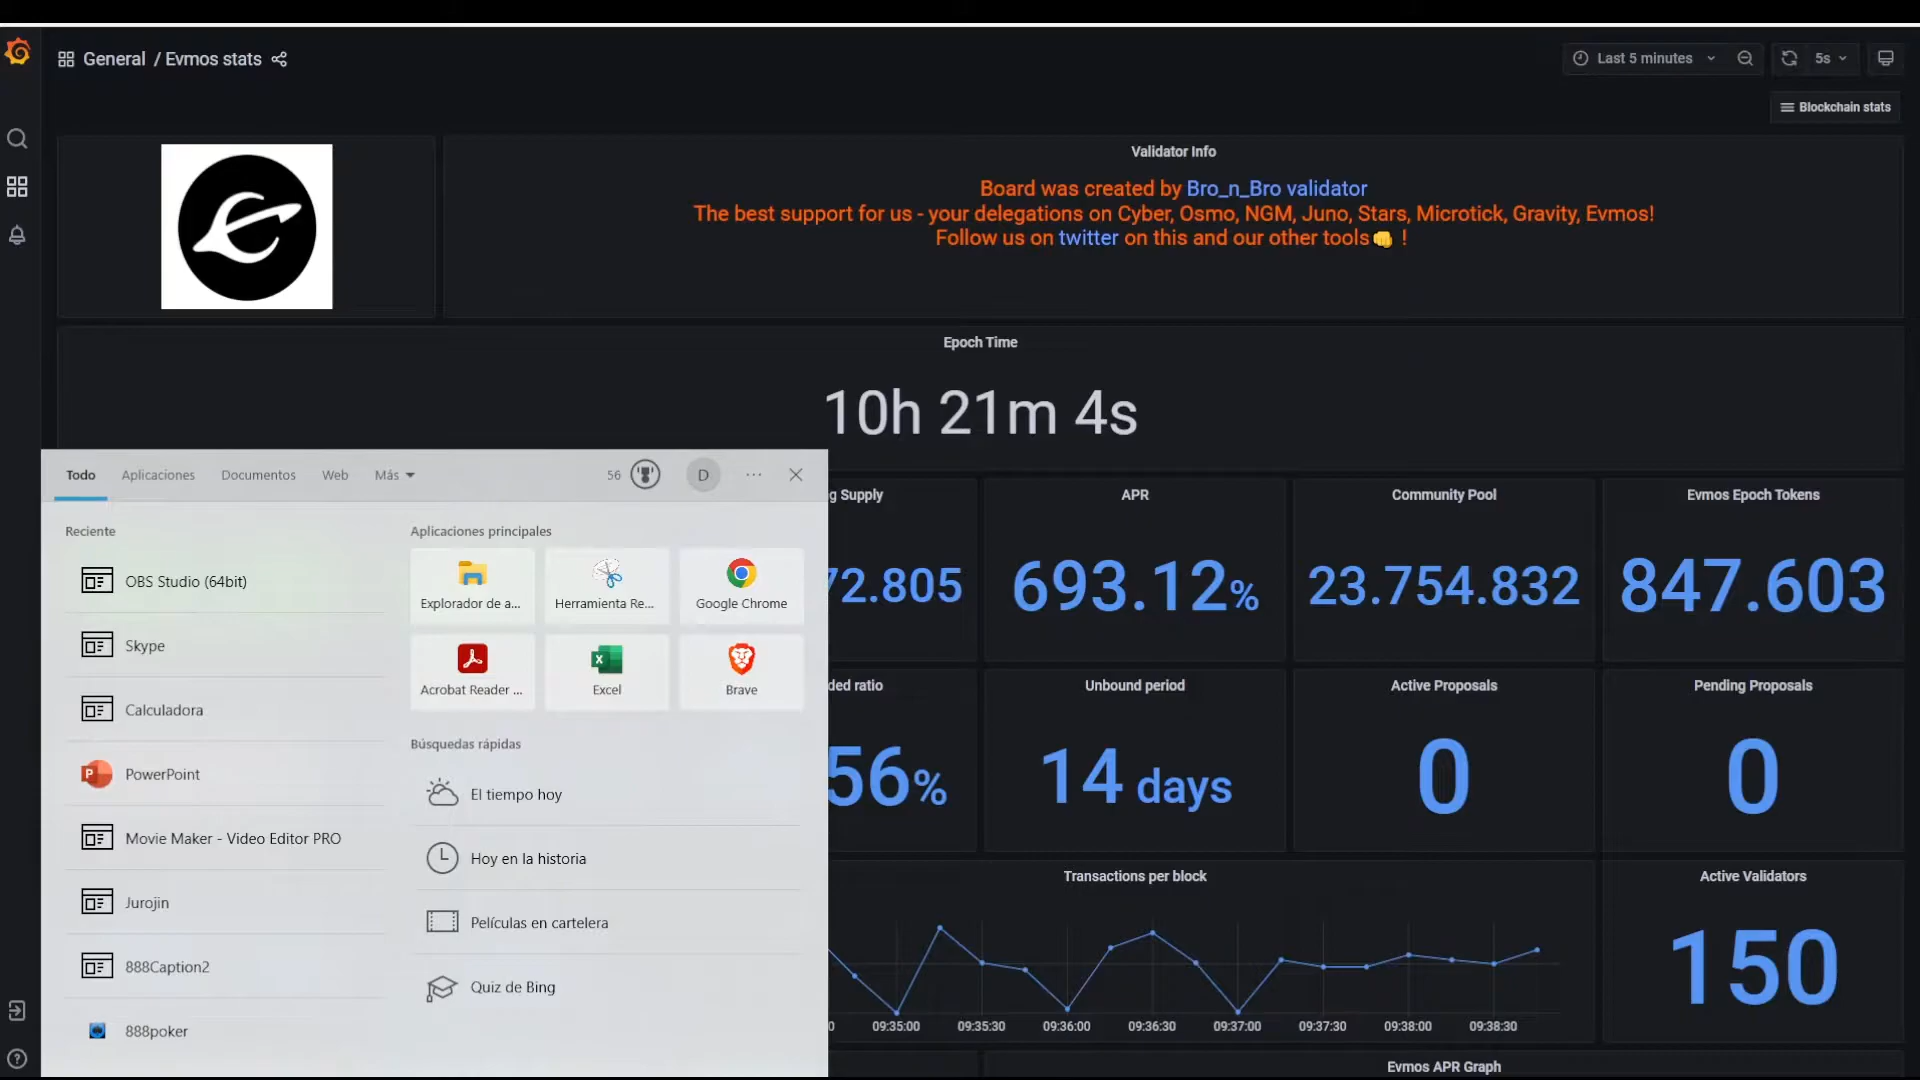 General / Evmos stats
Last 5 minutes
5s
Blockchain stats
Validator Info
Board was created by Bro_n_Bro validator
The best support for us - your delegations on Cyber, Osmo, NGM, Juno, Stars, Microtick, Gravity, Evmos!
Follow us on twitter on this and our other tools👊 !
Epoch Time
10h 21m 4s
Todo
Aplicaciones
Documentos
Web
Más
56
D
Reciente
OBS Studio (64bit)
Skype
Calculadora
PowerPoint
Movie Maker - Video Editor PRO
Jurojin
888Caption2
888poker
Aplicaciones principales
Explorador de a...
Herramienta Re...
Google Chrome
Acrobat Reader ...
Excel
Brave
Búsquedas rápidas
El tiempo hoy
Hoy en la historia
Películas en cartelera
Quiz de Bing
g Supply
72.805
APR
693.12%
Community Pool
23.754.832
Evmos Epoch Tokens
847.603
ded ratio
56%
Unbound period
14 days
Active Proposals
0
Pending Proposals
0
Transactions per block
0 09:35:00 09:35:30 09:36:00 09:36:30 09:37:00 09:37:30 09:38:00 09:38:30
Active Validators
150
Evmos APR Graph